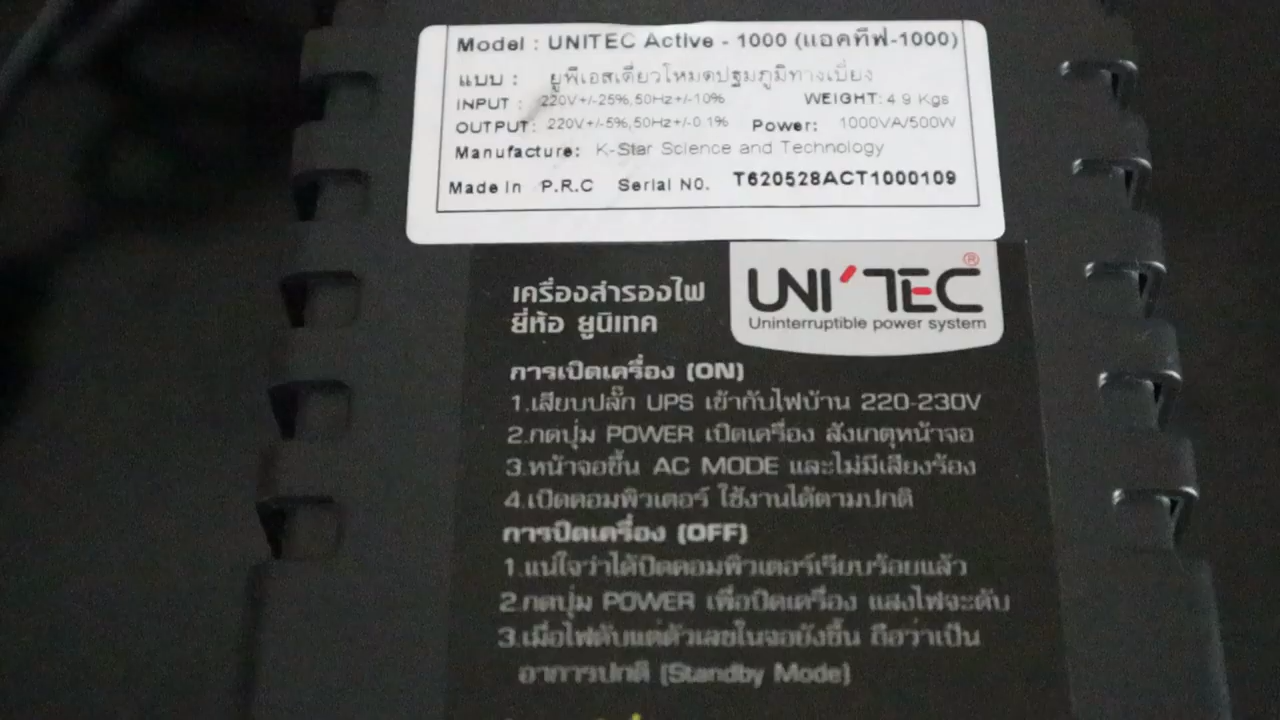 Model : UNITEC Active - 1000 (แอคทีฟ-1000)
แบบ : ยูพีเอสเดี่ยวโหมดปฐมภูมิทางเบี่ยง
INPUT : 220V+/-25%,50Hz+/-10% WEIGHT: 4.9 Kgs
OUTPUT: 220V+/-5%,50Hz+/-0.1% Power: 1000VA/500W
Manufacture: K-Star Science and Technology
Made in P.R.C Serial NO. T620528ACT1000109
UNI'TEC ®
Uninterruptible power system
เครื่องสำรองไฟ
ยี่ห้อ ยูนิเทค
การเปิดเครื่อง (ON)
1.เสียบปลั๊ก UPS เข้ากับไฟบ้าน 220-230V
2.กดปุ่ม POWER เปิดเครื่อง สังเกตุหน้าจอ
3.หน้าจอขึ้น AC MODE และไม่มีเสียงร้อง
4.เปิดคอมพิวเตอร์ ใช้งานได้ตามปกติ
การปิดเครื่อง (OFF)
1.แน่ใจว่าได้ปิดคอมพิวเตอร์เรียบร้อยแล้ว
2.กดปุ่ม POWER เพื่อปิดเครื่อง แสงไฟจะดับ
3.เมื่อไฟดับแต่ตัวเลขในจอยังขึ้น ถือว่าเป็น
อาการปกติ (Standby Mode)